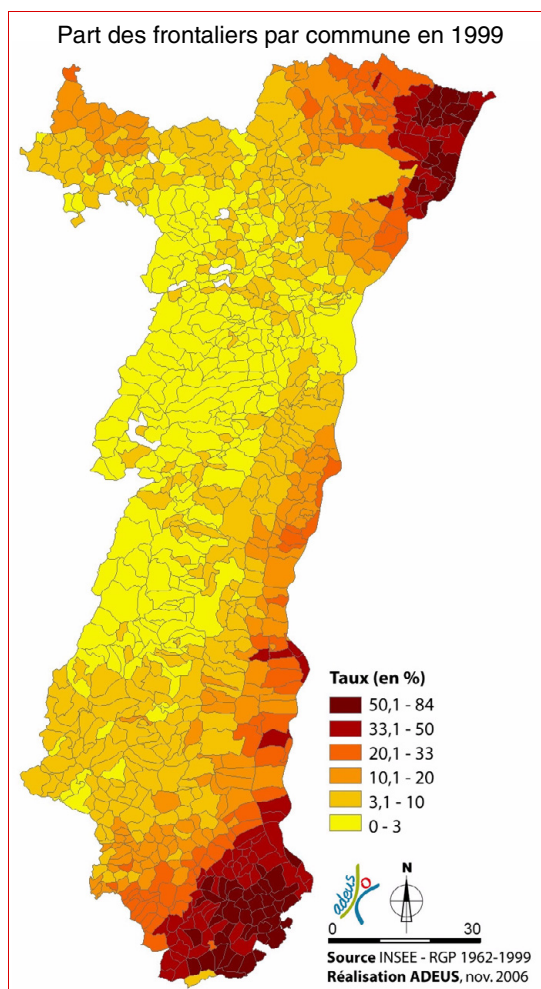 Part des frontaliers par commune en 1999
Taux (en %)
50,1 - 84
33,1 - 50
20,1 - 33
10,1 - 20
3,1 - 10
0 - 3
adeus
N
0 30
Source INSEE - RGP 1962-1999
Réalisation ADEUS, nov. 2006